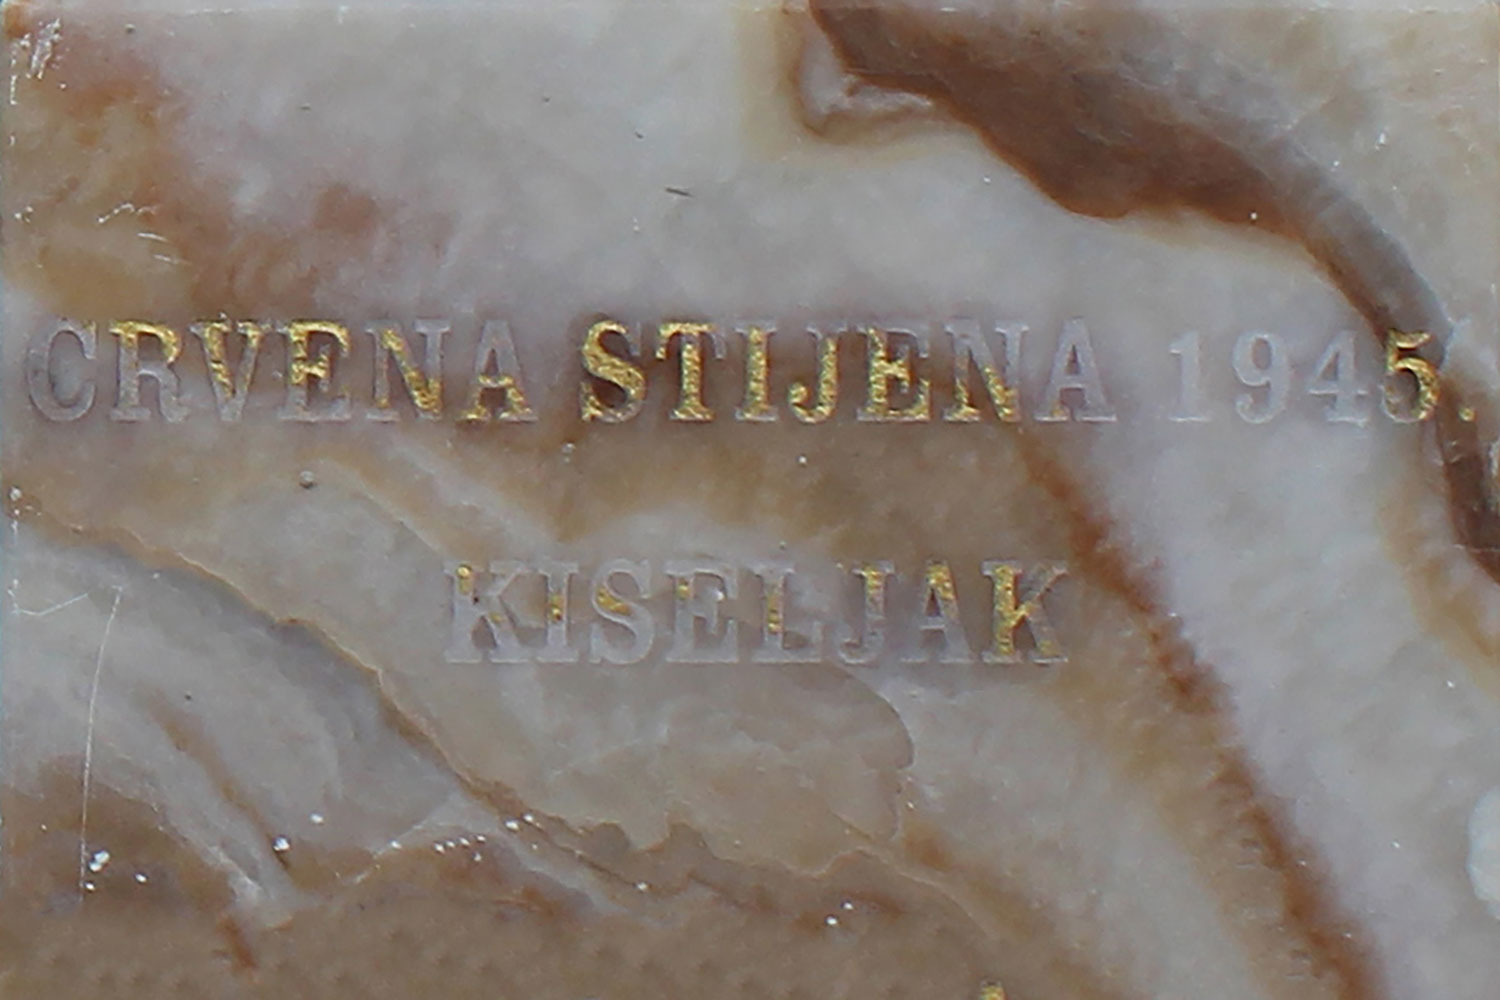 CRVENA STIJENA 1945.
KISELJAK